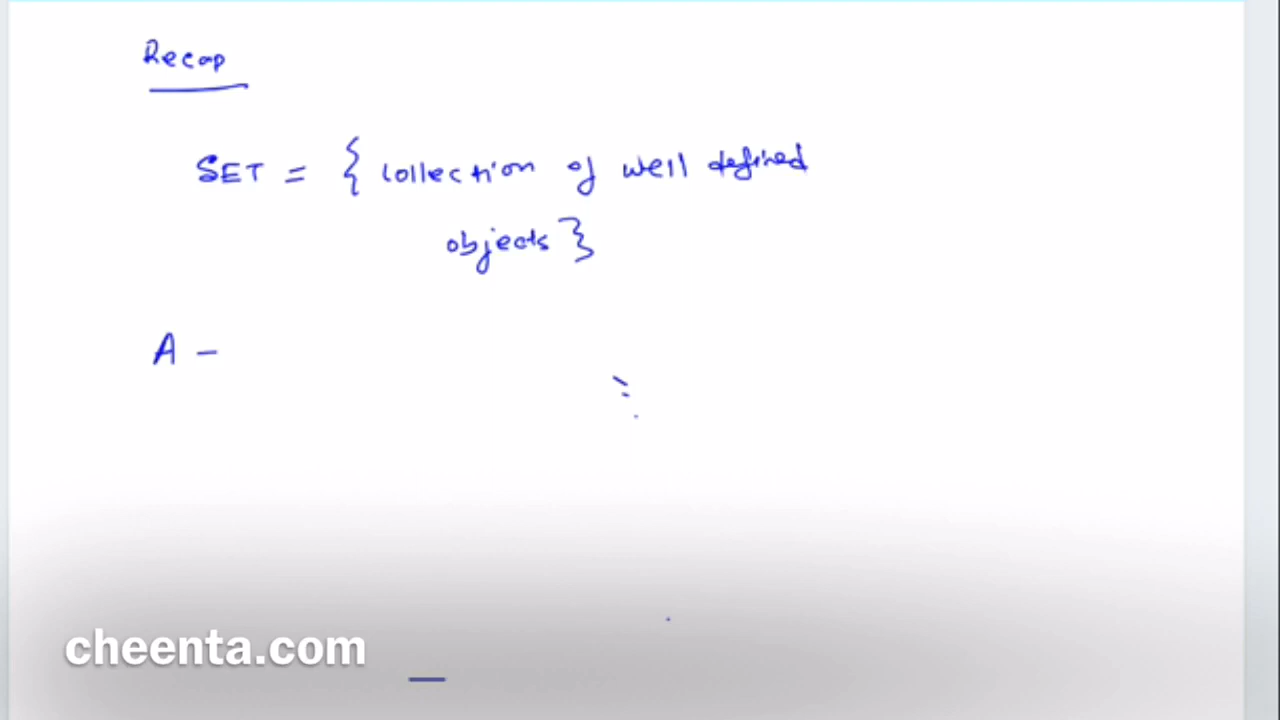 Recap
SET = { collection of well defined
objects }
A –
cheenta.com